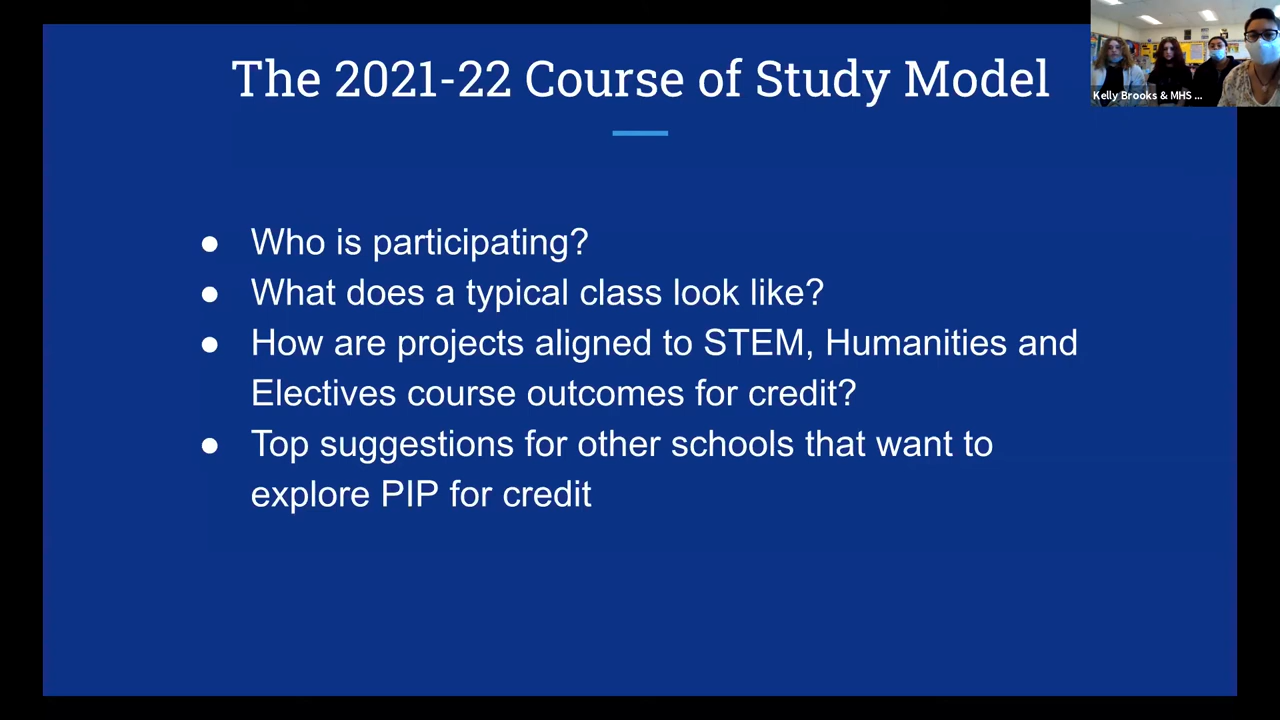 The 2021-22 Course of Study Model
Kelly Brooks & MHS ...
● Who is participating?
● What does a typical class look like?
● How are projects aligned to STEM, Humanities and
Electives course outcomes for credit?
● Top suggestions for other schools that want to
explore PIP for credit